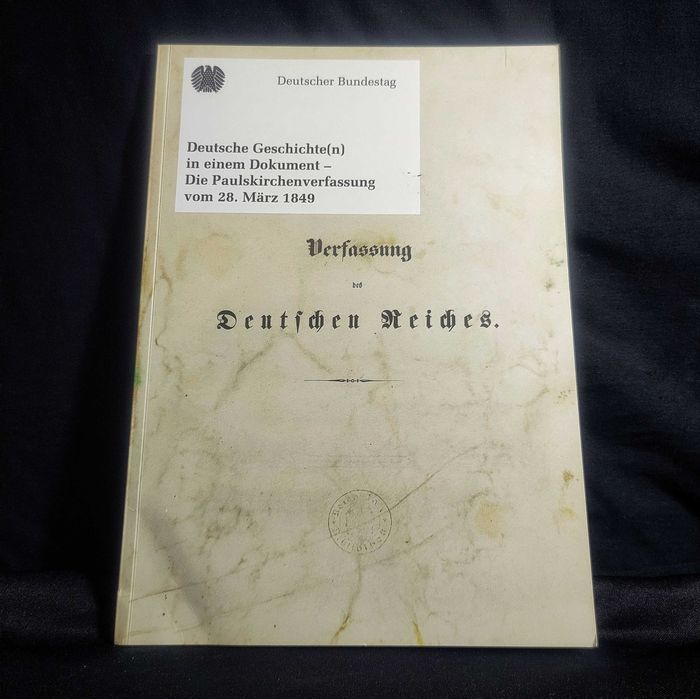 Deutscher Bundestag
Deutsche Geschichte(n)
in einem Dokument –
Die Paulskirchenverfassung
vom 28. März 1849
Verfassung
des
Deutschen Reiches.